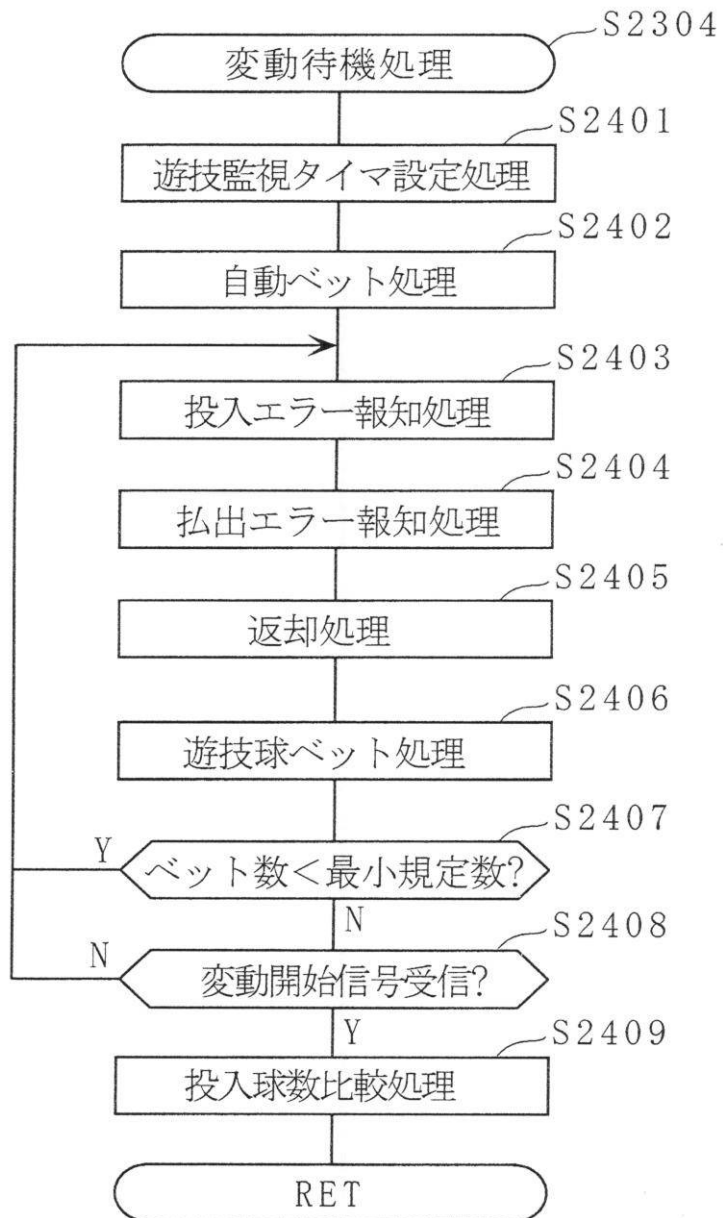 S2304
変動待機処理
S2401
遊技監視タイマ設定処理
S2402
自動ベット処理
S2403
投入エラー報知処理
S2404
払出エラー報知処理
S2405
返却処理
S2406
遊技球ベット処理
S2407
Y
ベット数<最小規定数?
N
S2408
N
変動開始信号受信?
Y
S2409
投入球数比較処理
RET